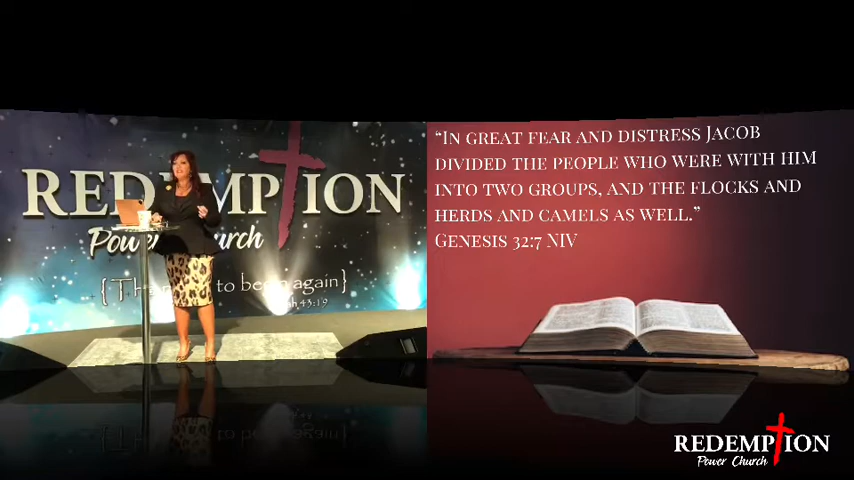 REDEMPTION
Power Church
to be again}
43:19
“In great fear and distress Jacob
divided the people who were with him
into two groups, and the flocks and
herds and camels as well.”
Genesis 32:7 NIV
REDEMPTION
Power Church